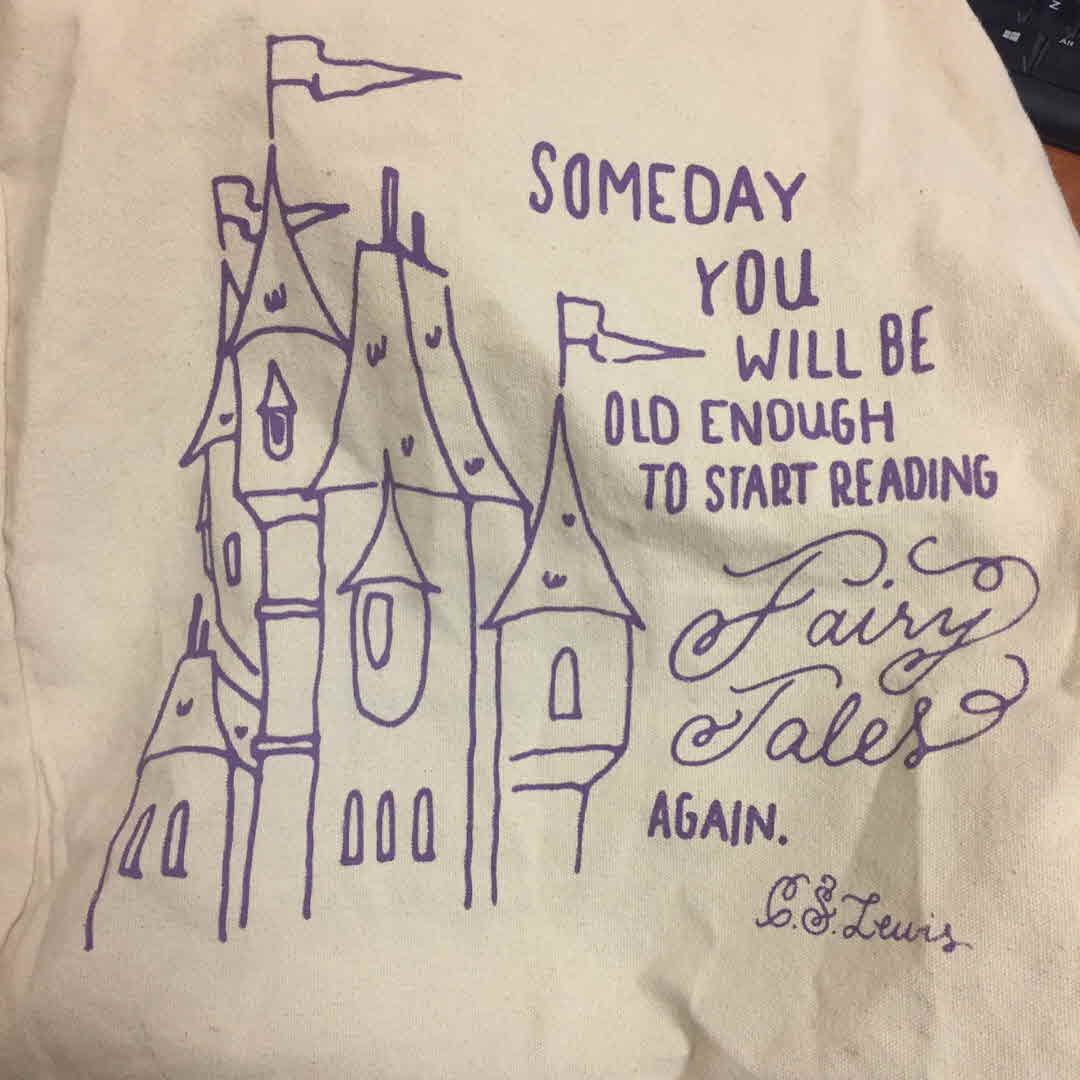 SOMEDAY
YOU
WILL BE
OLD ENOUGH
TO START READING
Fairy
Tales
AGAIN.
C.S. Lewis